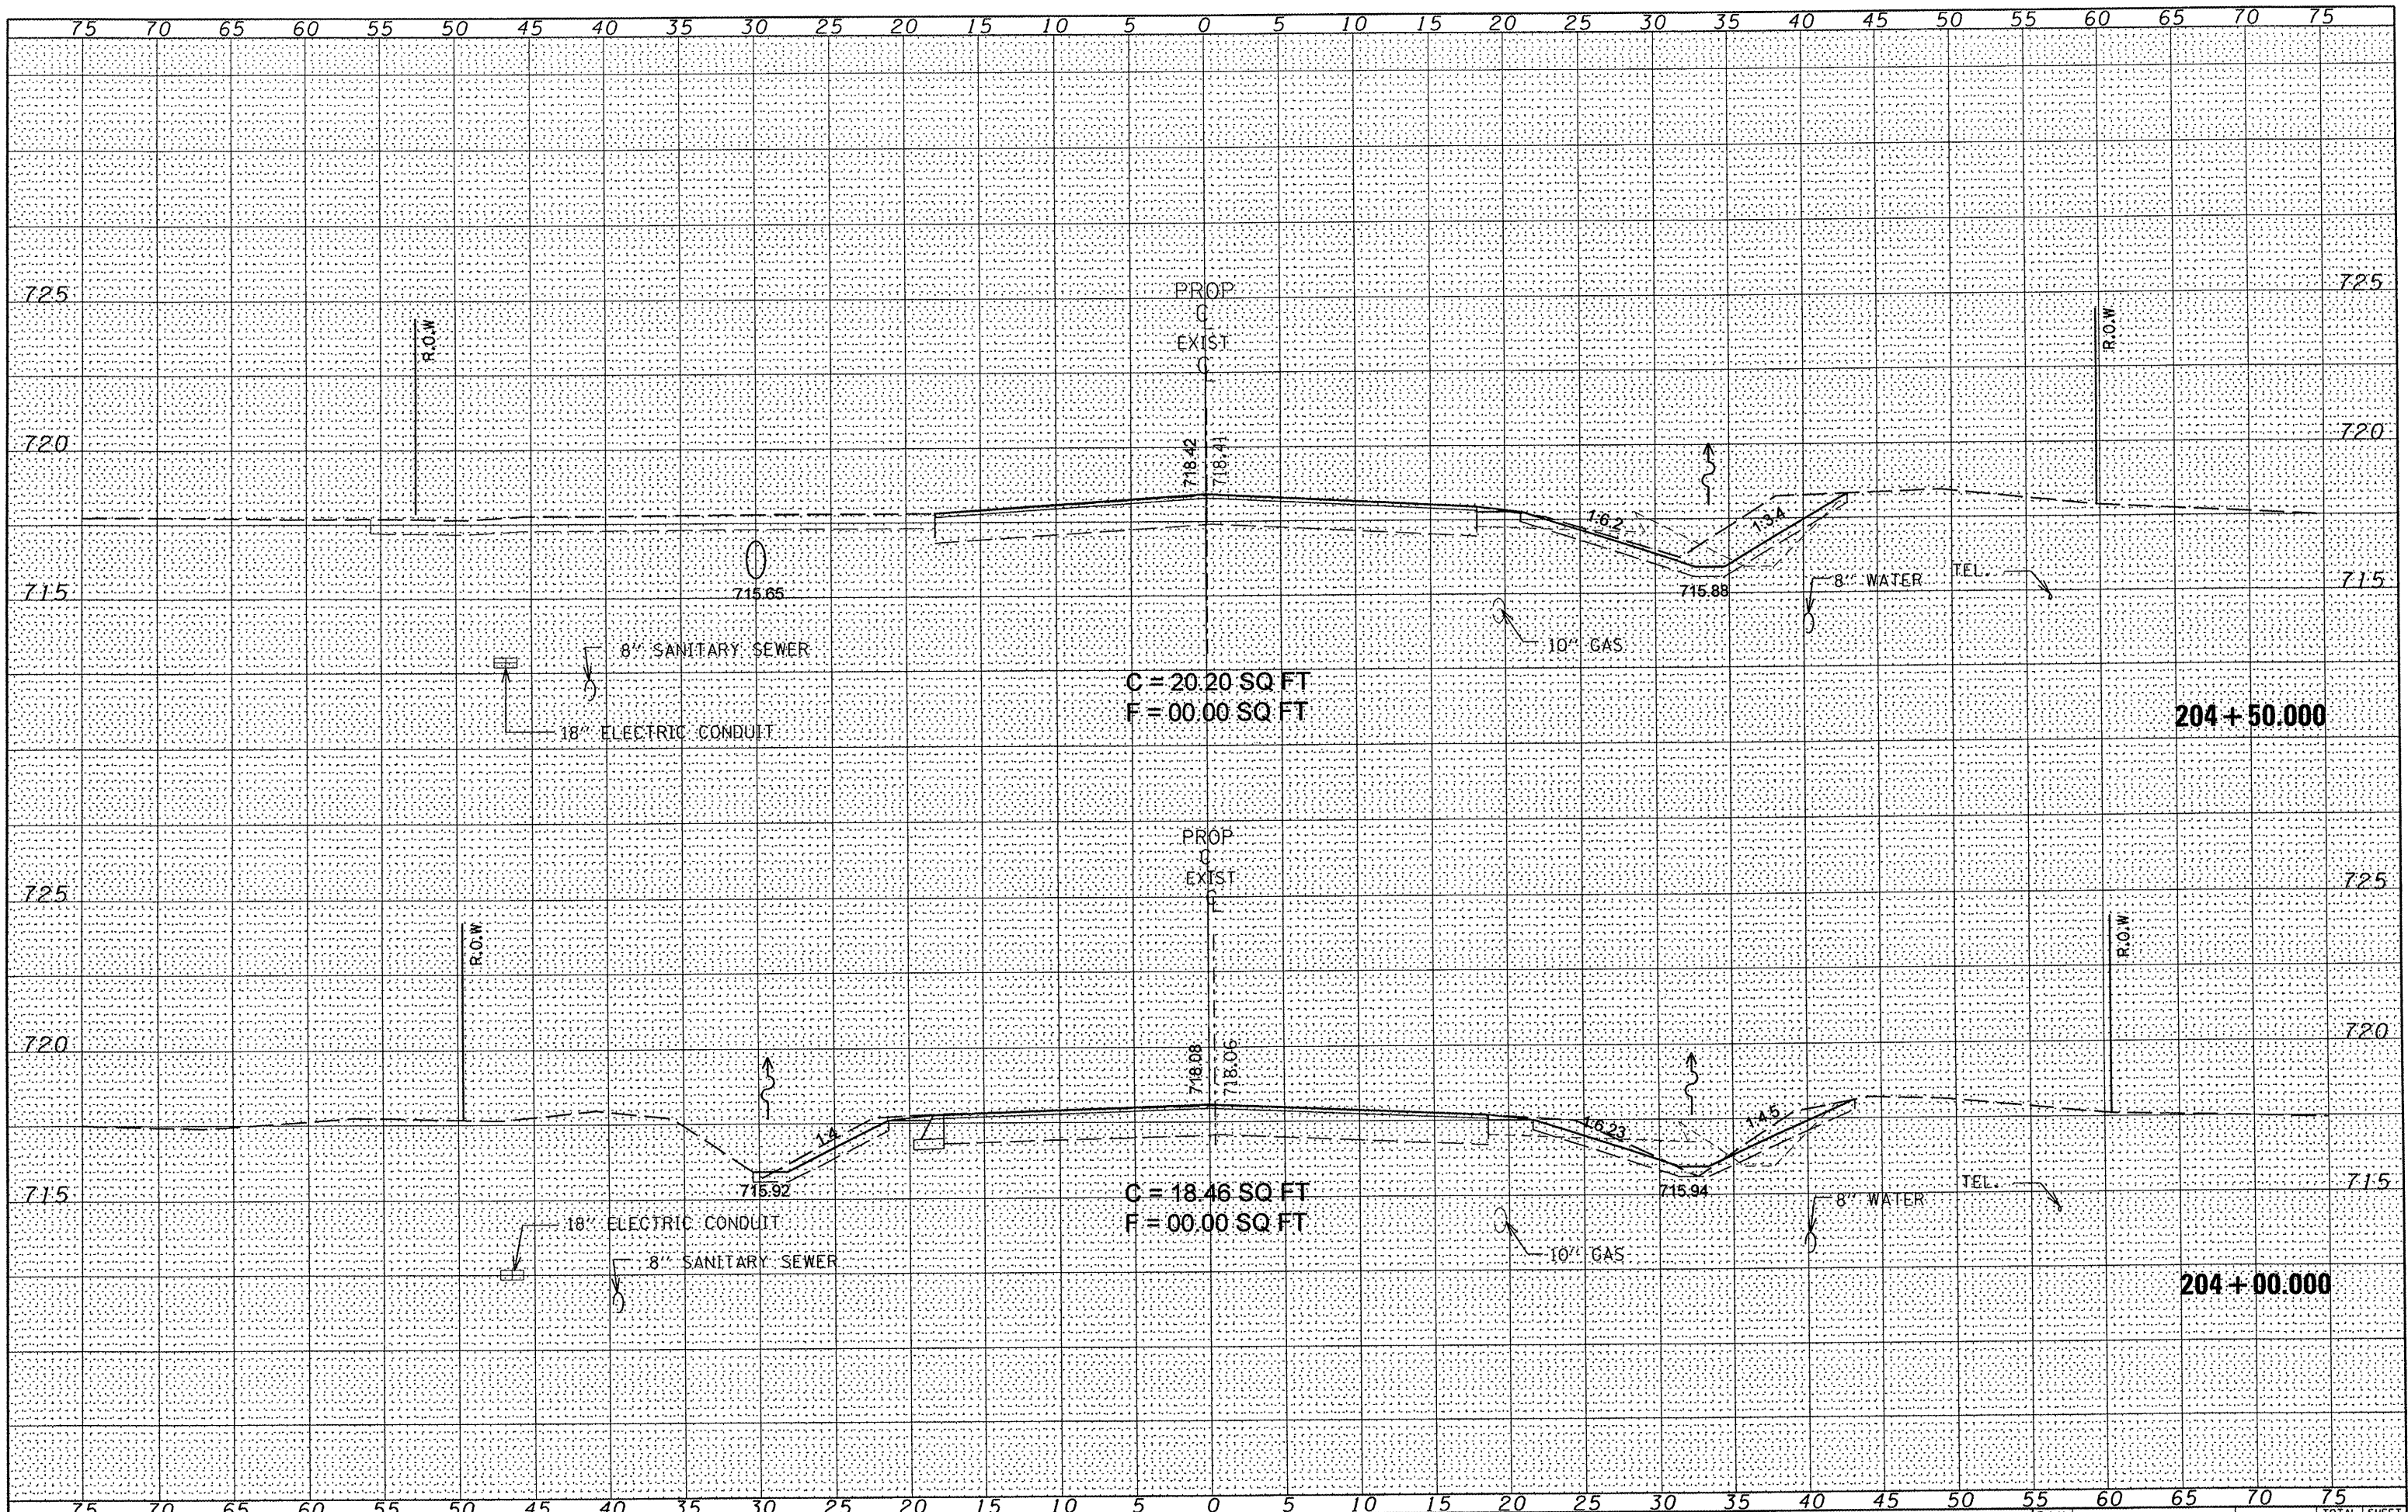 75 70 65 60 55 50 45 40 35 30 25 20 15 10 5 0 5 10 15 20 25 30 35 40 45 50 55 60 65 70 75
725 725
PROP
C
EXIST
C
L
R.O.W R.O.W
720 720
718.42 718.41
1:6.2 1:3.4
715 715
715.65 715.88
8" WATER TEL.
10" GAS
8" SANITARY SEWER
18" ELECTRIC CONDUIT
C = 20.20 SQ FT
F = 00.00 SQ FT
204 + 50.000
PROP
C
EXIST
C
L
725 725
R.O.W R.O.W
720 720
718.08 718.06
1:4 1:6.23 1:4.5
715 715
715.92 715.94
8" WATER TEL.
10" GAS
18" ELECTRIC CONDUIT
8" SANITARY SEWER
C = 18.46 SQ FT
F = 00.00 SQ FT
204 + 00.000
75 70 65 60 55 50 45 40 35 30 25 20 15 10 5 0 5 10 15 20 25 30 35 40 45 50 55 60 65 70 75
TOTAL SHEET